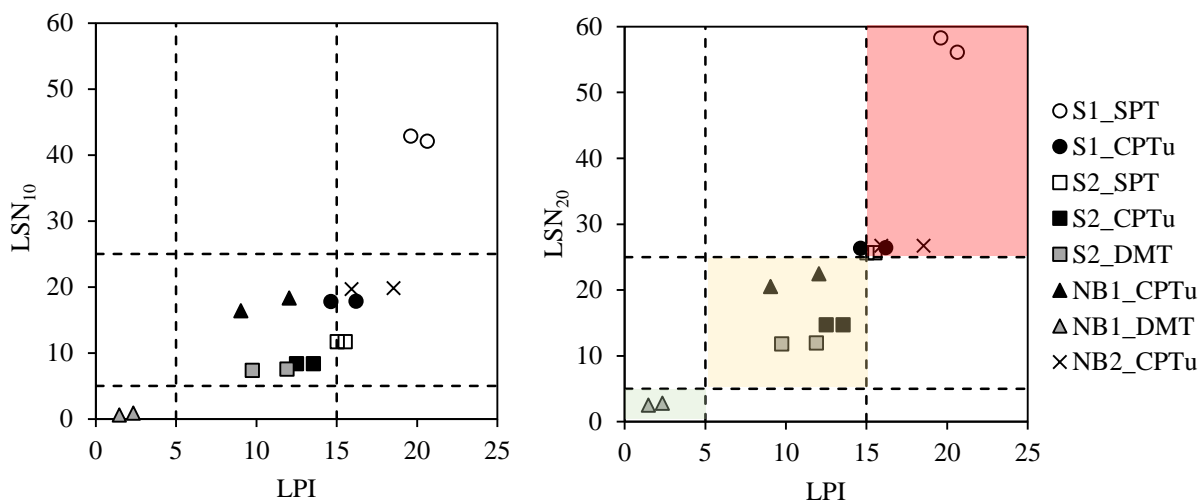 60
50
40
30
20
10
0
LSN10
0 5 10 15 20 25
LPI
60
50
40
30
20
10
0
LSN20
0 5 10 15 20 25
LPI
S1_SPT
S1_CPTu
S2_SPT
S2_CPTu
S2_DMT
NB1_CPTu
NB1_DMT
NB2_CPTu